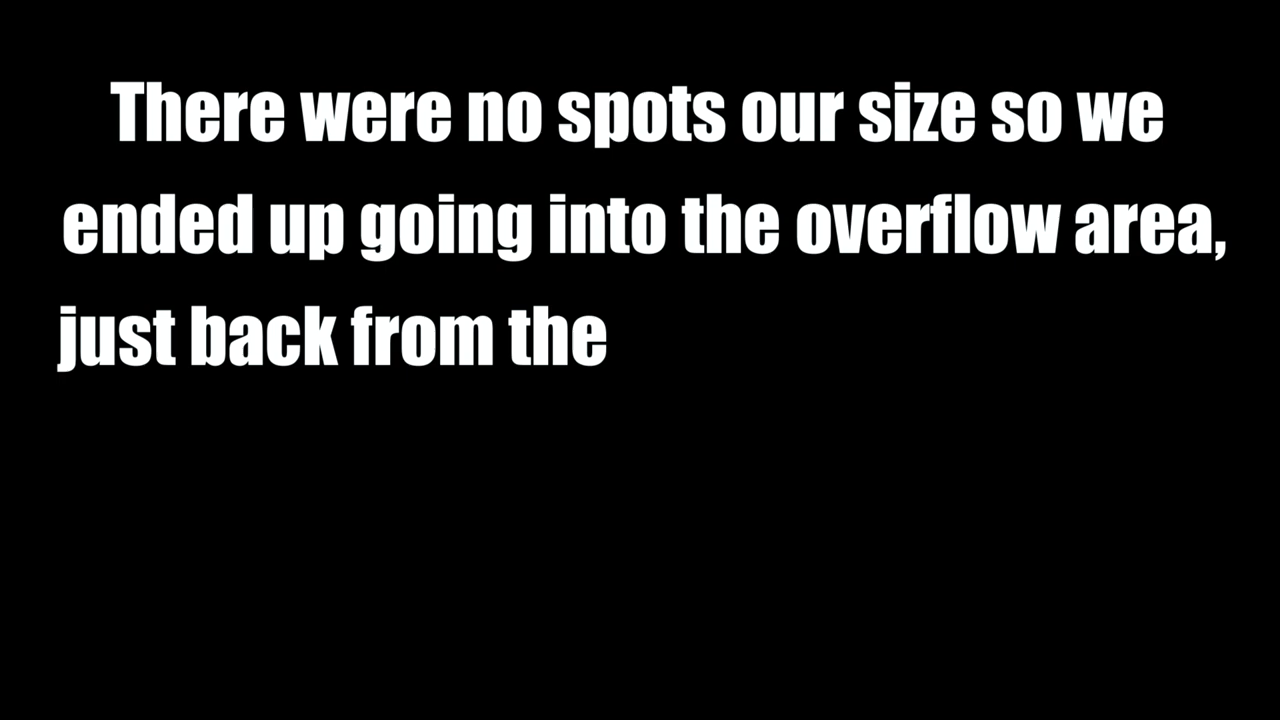 There were no spots our size so we
ended up going into the overflow area,
just back from the